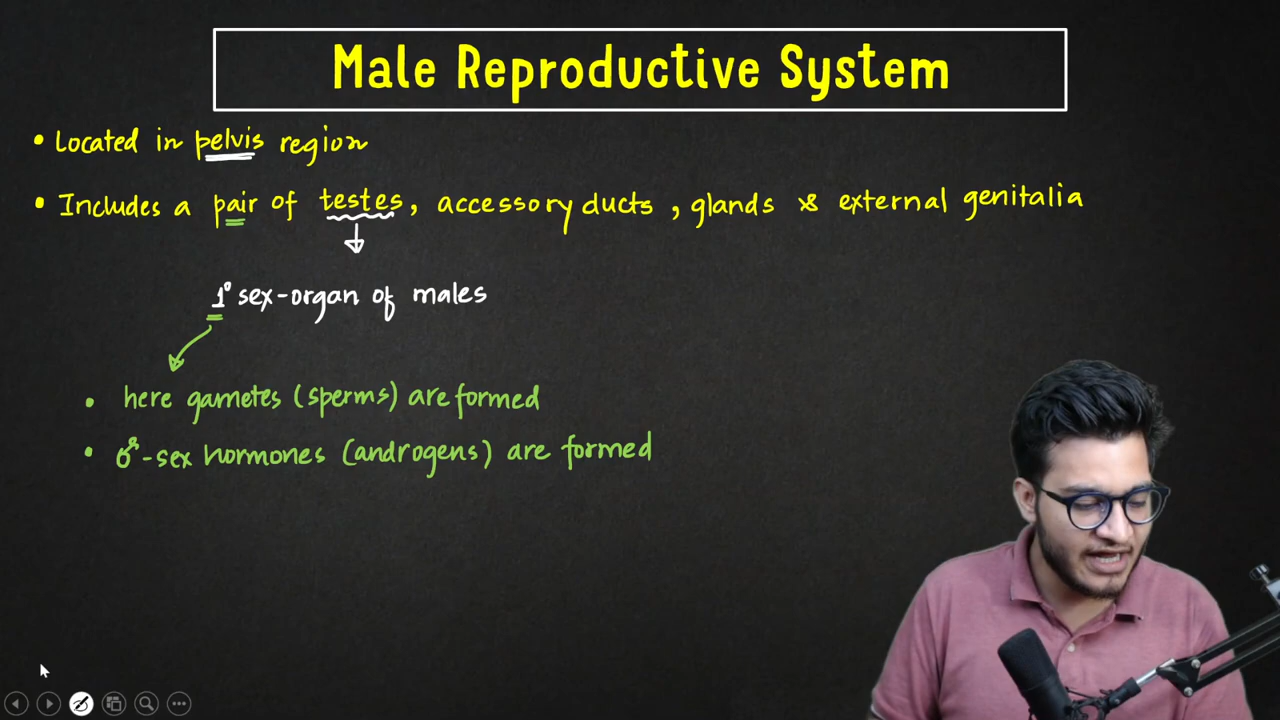 Male Reproductive System
• Located in pelvis region
• Includes a pair of testes, accessory ducts, glands & external genitalia
1° sex-organ of males
• here gametes (sperms) are formed
• ♂-sex hormones (androgens) are formed